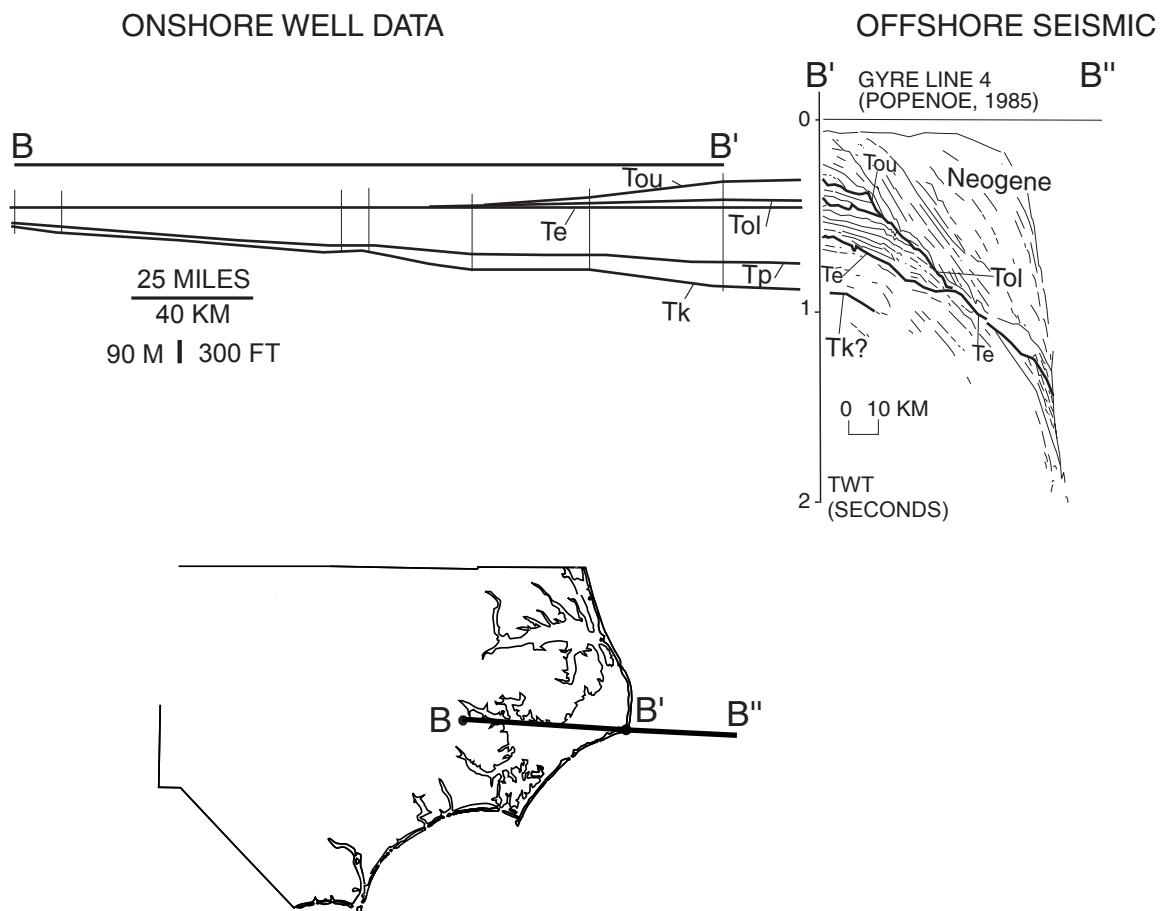 ONSHORE WELL DATA
OFFSHORE SEISMIC
B
B'
Tou
Te
Tol
Tp
Tk
25 MILES
40 KM
90 M
300 FT
B'
GYRE LINE 4
(POPENOE, 1985)
B"
0
Tou
Neogene
Tol
Te
1
Tk?
Te
0 10 KM
2
TWT
(SECONDS)
B
B'
B"